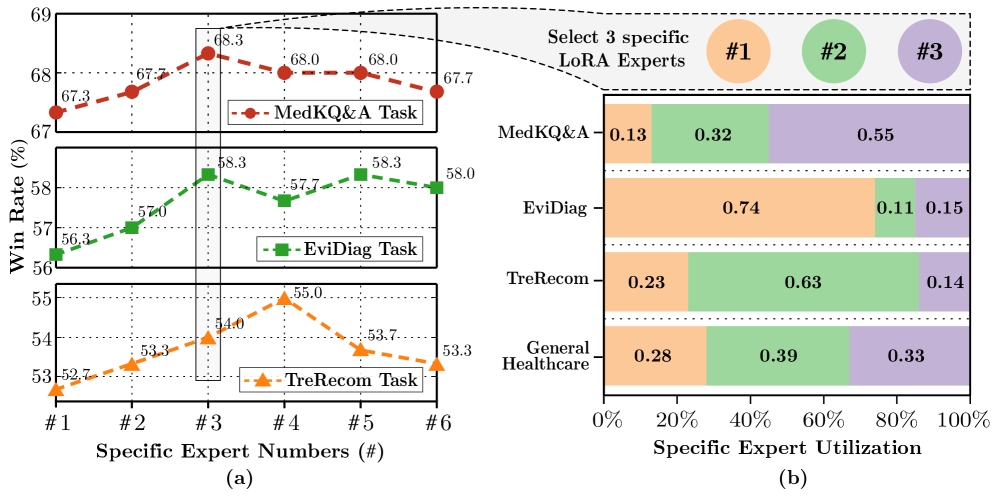 69
68
67
67.3
67.7
68.3
68.0
68.0
67.7
MedKQ&A Task
58
57
56
56.3
57.0
58.3
57.7
58.3
58.0
EviDiag Task
55
54
53
52.7
53.3
54.0
55.0
53.7
53.3
TreRecom Task
Win Rate (%)
#1 #2 #3 #4 #5 #6
Specific Expert Numbers (#)
(a)
Select 3 specific
LoRA Experts
#1 #2 #3
MedKQ&A 0.13 0.32 0.55
EviDiag 0.74 0.11 0.15
TreRecom 0.23 0.63 0.14
General
Healthcare
0.28 0.39 0.33
0% 20% 40% 60% 80% 100%
Specific Expert Utilization
(b)